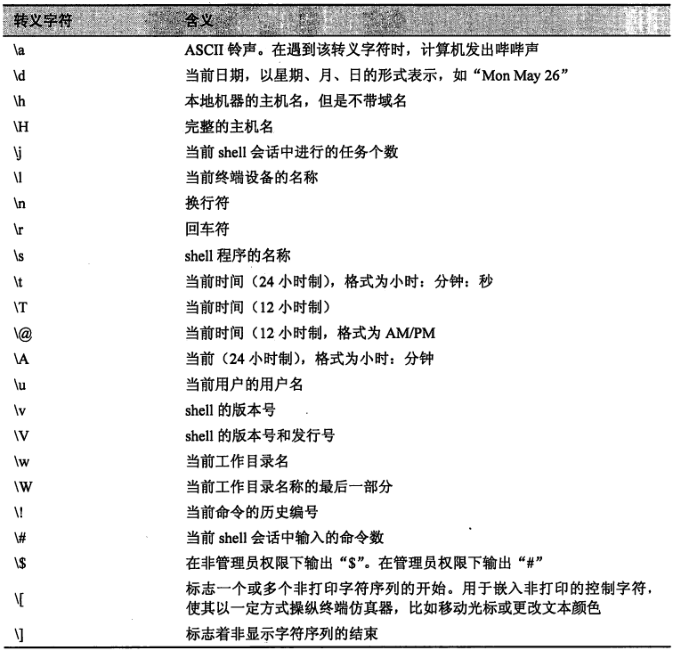 转义字符 含义
\a ASCII 铃声。在遇到该转义字符时，计算机发出哔哔声
\d 当前日期，以星期、月、日的形式表示，如“Mon May 26”
\h 本地机器的主机名，但是不带域名
\H 完整的主机名
\j 当前 shell 会话中进行的任务个数
\l 当前终端设备的名称
\n 换行符
\r 回车符
\s shell 程序的名称
\t 当前时间（24 小时制），格式为小时：分钟：秒
\T 当前时间（12 小时制）
\@ 当前时间（12 小时制，格式为 AM/PM
\A 当前（24 小时制），格式为小时：分钟
\u 当前用户的用户名
\v shell 的版本号
\V shell 的版本号和发行号
\w 当前工作目录名
\W 当前工作目录名称的最后一部分
\! 当前命令的历史编号
\# 当前 shell 会话中输入的命令数
\$ 在非管理员权限下输出“$”。在管理员权限下输出“#”
\[ 标志一个或多个非打印字符序列的开始。用于嵌入非打印的控制字符，
使其以一定方式操纵终端仿真器，比如移动光标或更改文本颜色
\] 标志着非显示字符序列的结束